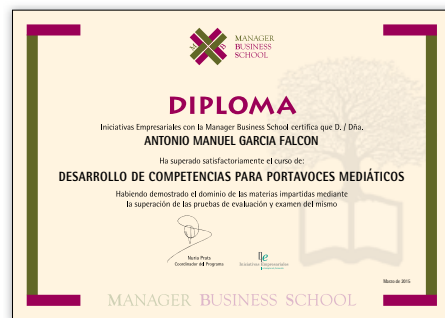 MANAGER
BUSINESS
SCHOOL
M B
DIPLOMA
Iniciativas Empresariales con la Manager Business School certifica que D. / Dña.
ANTONIO MANUEL GARCIA FALCON
Ha superado satisfactoriamente el curso de:
DESARROLLO DE COMPETENCIAS PARA PORTAVOCES MEDIÁTICOS
Habiendo demostrado el dominio de las materias impartidas mediante
la superación de las pruebas de evaluación y examen del mismo
Nuria Prats
Coordinador del Programa
Iniciativas Empresariales
Marzo de 2015
MANAGER BUSINESS SCHOOL